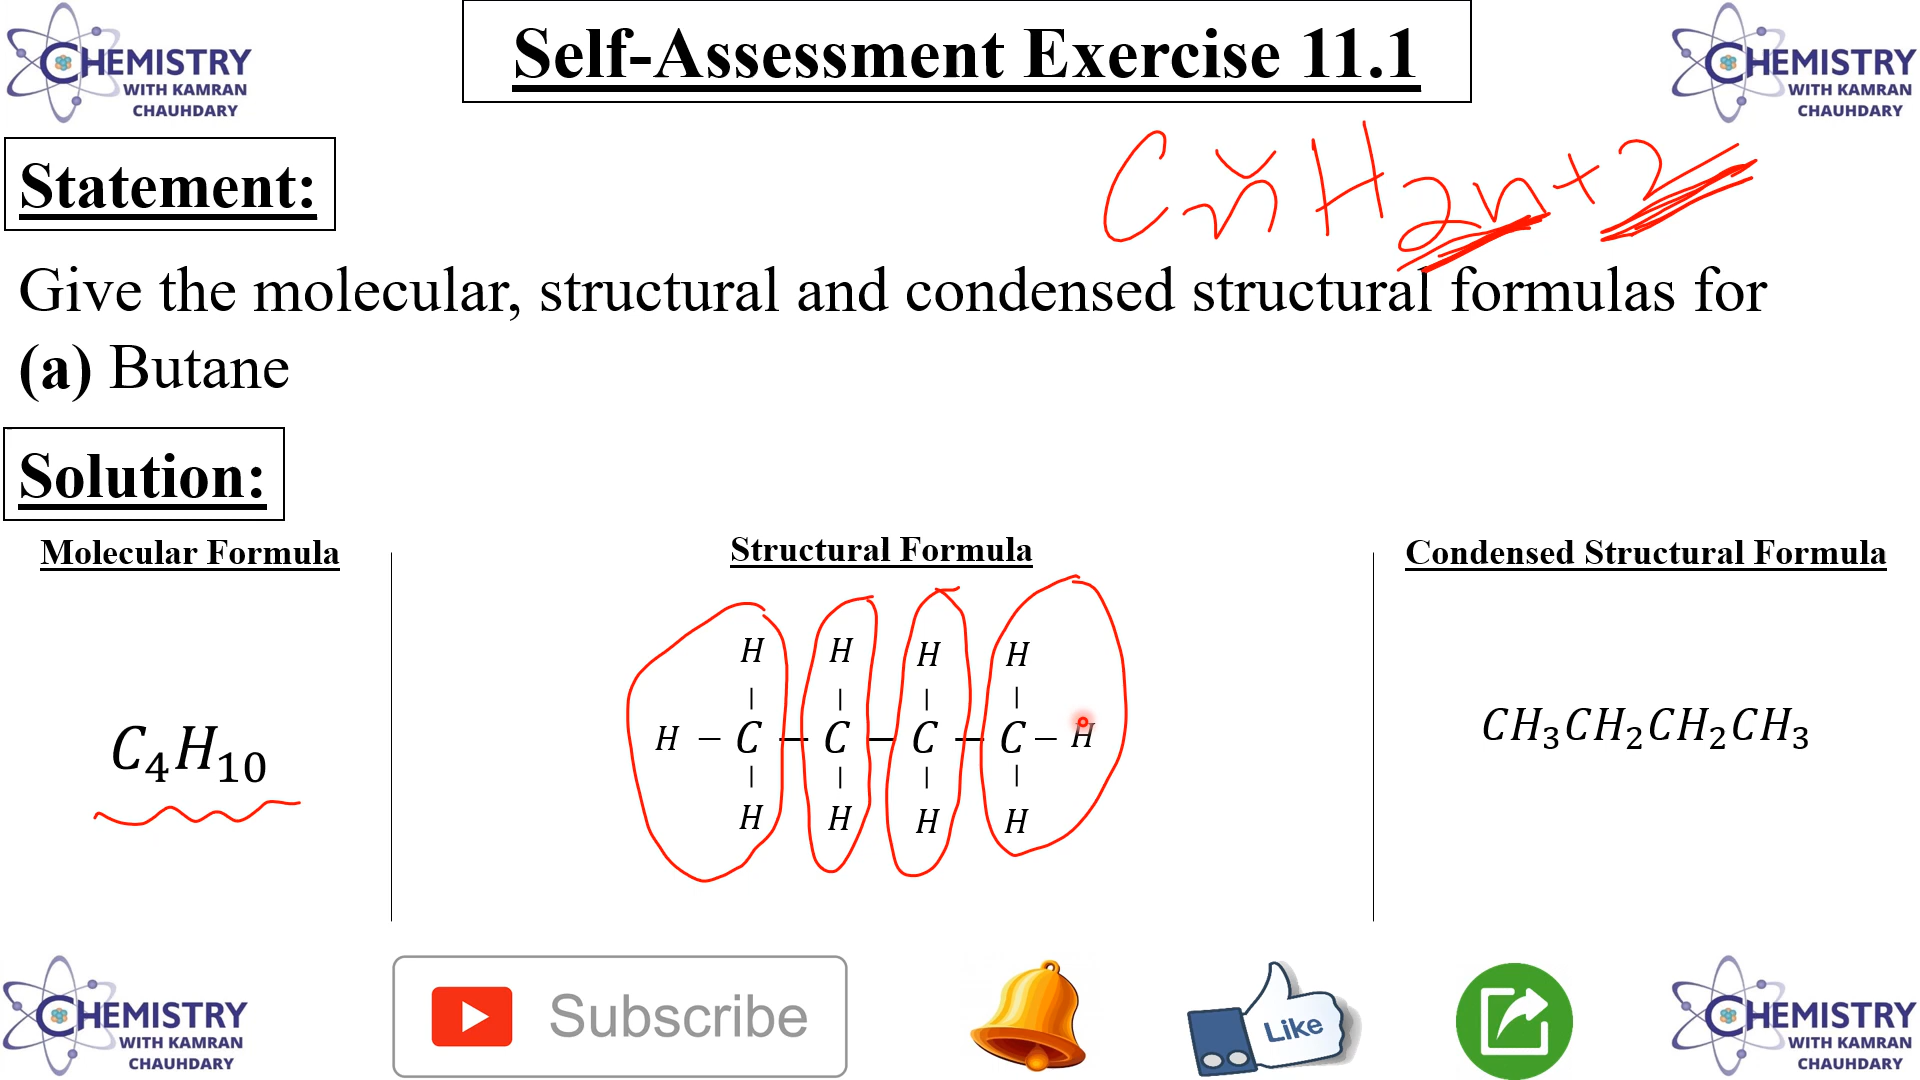 CHEMISTRY
WITH KAMRAN
CHAUHDARY
Self-Assessment Exercise 11.1
CHEMISTRY
WITH KAMRAN
CHAUHDARY
CnH2n+2
Statement:
Give the molecular, structural and condensed structural formulas for
(a) Butane
Solution:
Molecular Formula
Structural Formula
Condensed Structural Formula
H H H H
| | | |
H – C – C – C – C – H
| | | |
H H H H
C₄H₁₀
CH₃CH₂CH₂CH₃
CHEMISTRY
WITH KAMRAN
CHAUHDARY
Subscribe
Like
CHEMISTRY
WITH KAMRAN
CHAUHDARY